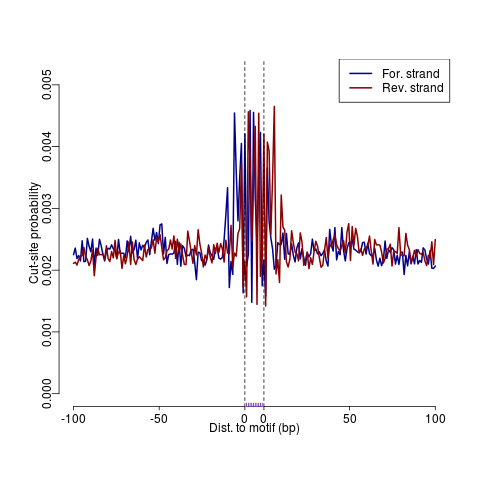 For. strand
Rev. strand
Cut-site probability
0.005
0.004
0.003
0.002
0.001
0.000
-100 -50 0 0 50 100
Dist. to motif (bp)